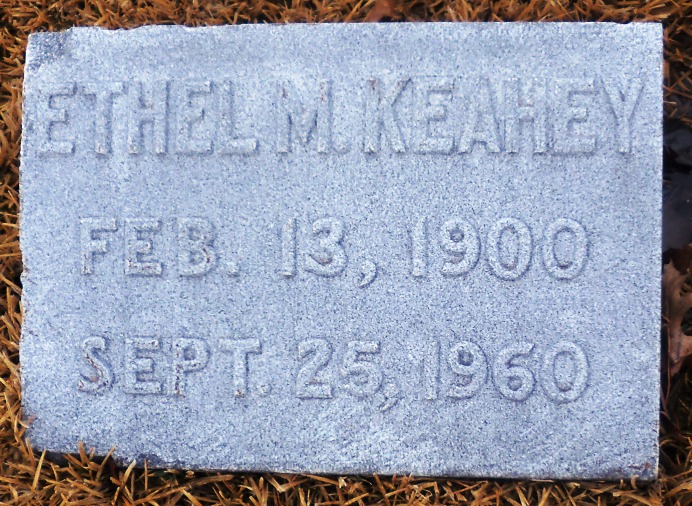 ETHEL M. KEAHEY
FEB. 13, 1900
SEPT. 25, 1960